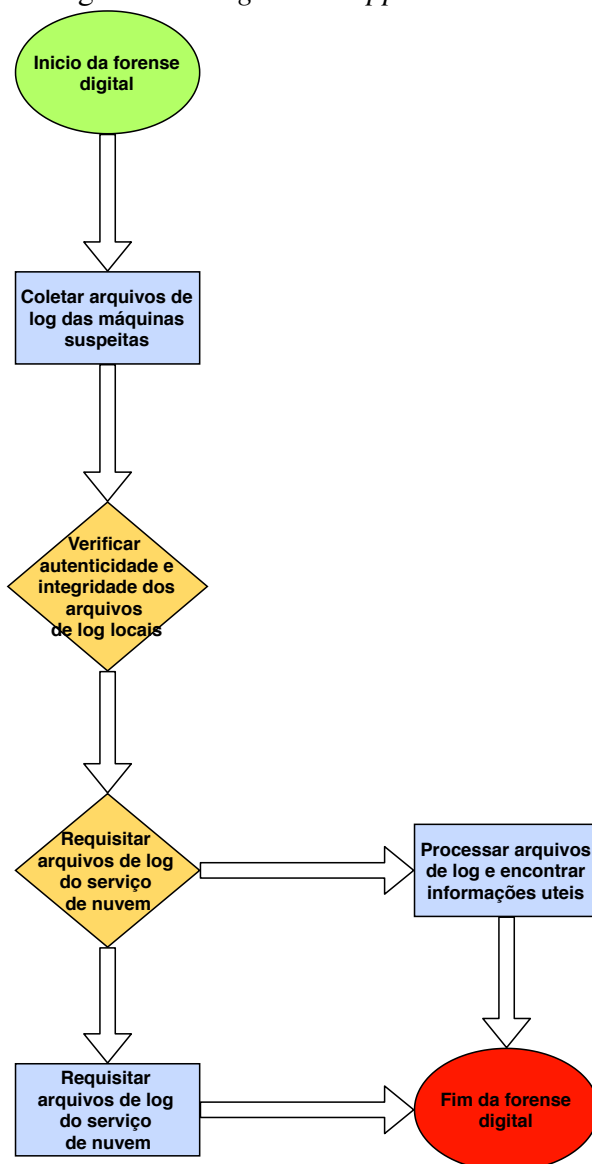 Inicio da forense
digital
Coletar arquivos de
log das máquinas
suspeitas
Verificar
autenticidade e
integridade dos
arquivos
de log locais
Requisitar
arquivos de log
do serviço
de nuvem
Processar arquivos
de log e encontrar
informações uteis
Requisitar
arquivos de log
do serviço
de nuvem
Fim da forense
digital